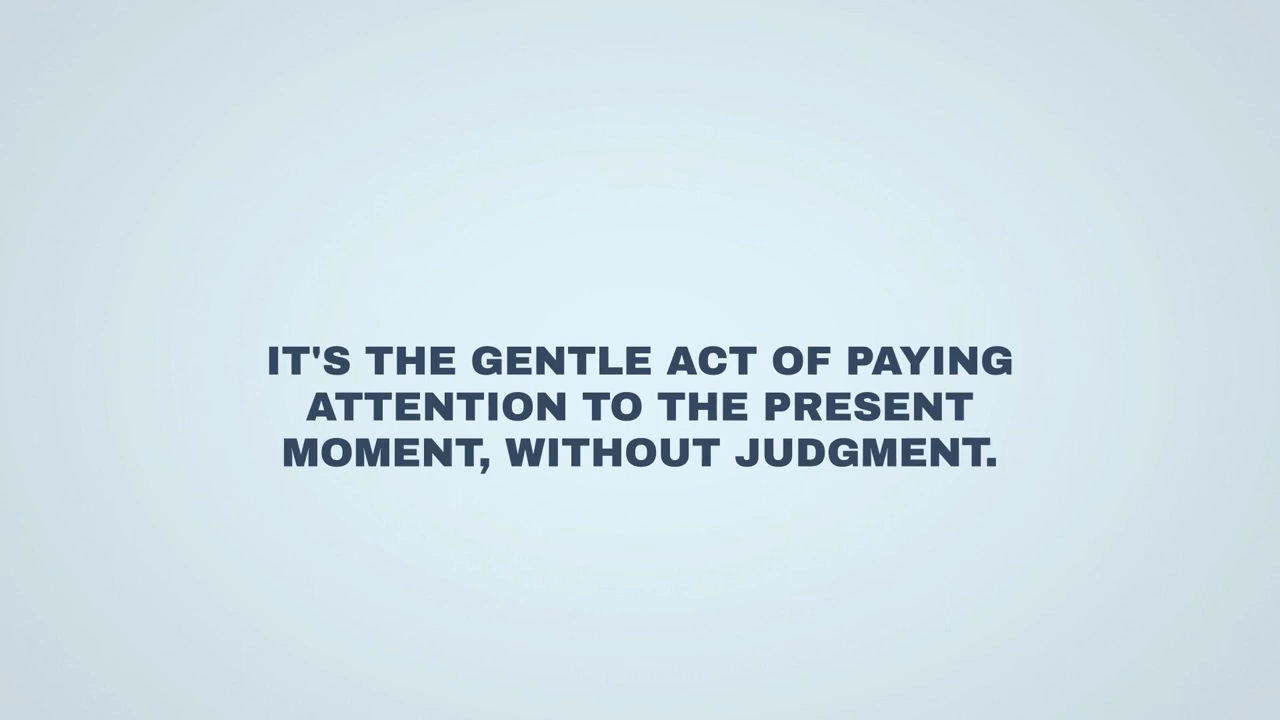 IT'S THE GENTLE ACT OF PAYING
ATTENTION TO THE PRESENT
MOMENT, WITHOUT JUDGMENT.